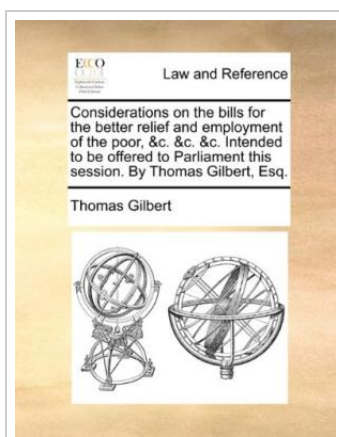 ECCO
Law and Reference
Considerations on the bills for
the better relief and employment
of the poor, &c. &c. &c. Intended
to be offered to Parliament this
session. By Thomas Gilbert, Esq.
Thomas Gilbert